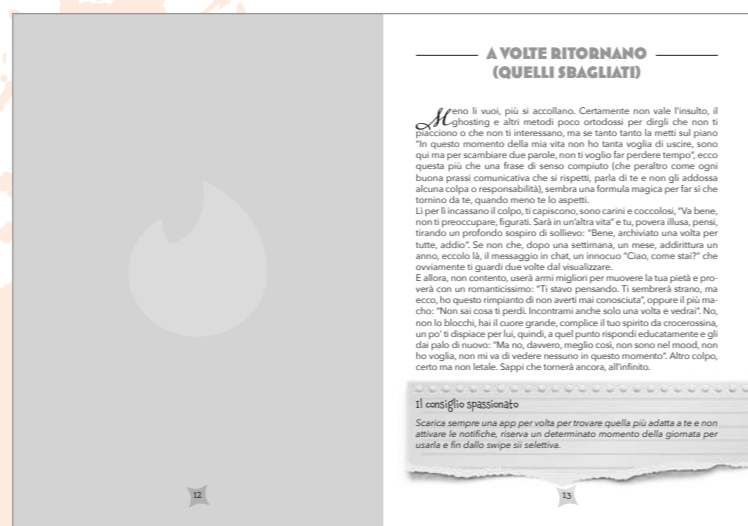 A VOLTE RITORNANO
(QUELLI SBAGLIATI)
Meno li vuoi, più si accollano. Certamente non vale l'insulto, il
ghosting e altri metodi poco ortodossi per dirgli che non ti
piacciono o che non ti interessano, ma se tanto tanto la metti sul piano
"In questo momento della mia vita non ho tanta voglia di uscire, sono
qui ma per scambiare due parole, non ti voglio far perdere tempo", ecco
questa più che una frase di senso compiuto (che peraltro come ogni
buona prassi comunicativa che si rispetti, parla di te e non gli addossa
alcuna colpa o responsabilità), sembra una formula magica per far sì che
tornino da te, quando meno te lo aspetti.
Lì per lì incassano il colpo, ti capiscono, sono carini e coccolosi, "Va bene,
non ti preoccupare, figurati. Sarà in un'altra vita" e tu, povera illusa, pensi,
tirando un profondo sospiro di sollievo: "Bene, archiviato una volta per
tutte, addio". Se non che, dopo una settimana, un mese, addirittura un
anno, eccolo là, il messaggio in chat, un innocuo "Ciao, come stai?" che
ovviamente ti guardi due volte dal visualizzare.
E allora, non contento, userà armi migliori per muovere la tua pietà e pro-
verà con un romanticissimo: "Ti stavo pensando. Ti sembrerà strano, ma
ecco, ho questo rimpianto di non averti mai conosciuta", oppure il più ma-
cho: "Non sai cosa ti perdi. Incontrami anche solo una volta e vedrai". No,
non lo blocchi, hai il cuore grande, complice il tuo spirito da crocerossina,
un po' ti dispiace per lui, quindi, a quel punto rispondi educatamente e gli
dai palo di nuovo: "Ma no, davvero, meglio così, non sono nel mood, non
ho voglia, non mi va di vedere nessuno in questo momento". Altro colpo,
certo ma non letale. Sappi che tornerà ancora, all'infinito.
Il consiglio spassionato
Scarica sempre una app per volta per trovare quella più adatta a te e non
attivare le notifiche, riserva un determinato momento della giornata per
usarla e fin dallo swipe sii selettiva.
12
13